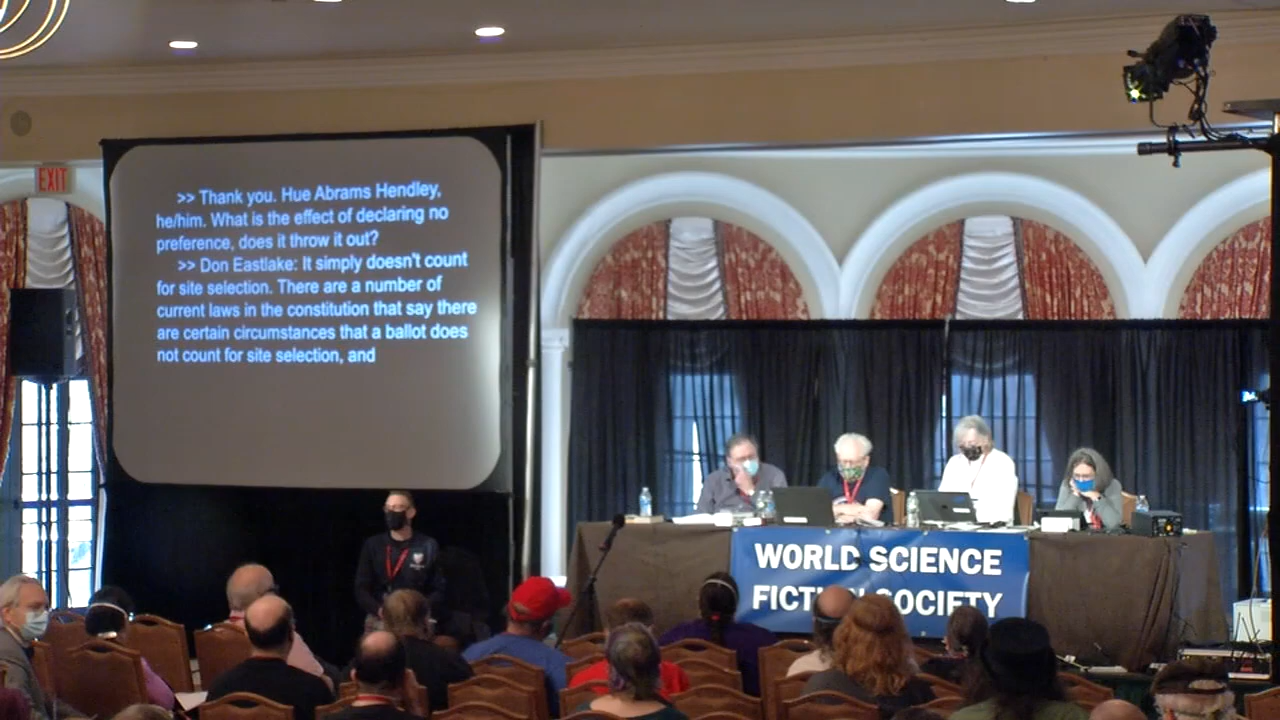 EXIT
>> Thank you. Hue Abrams Hendley,
he/him. What is the effect of declaring no
preference, does it throw it out?
>> Don Eastlake: It simply doesn't count
for site selection. There are a number of
current laws in the constitution that say there
are certain circumstances that a ballot does
not count for site selection, and
WORLD SCIENCE
SOCIETY